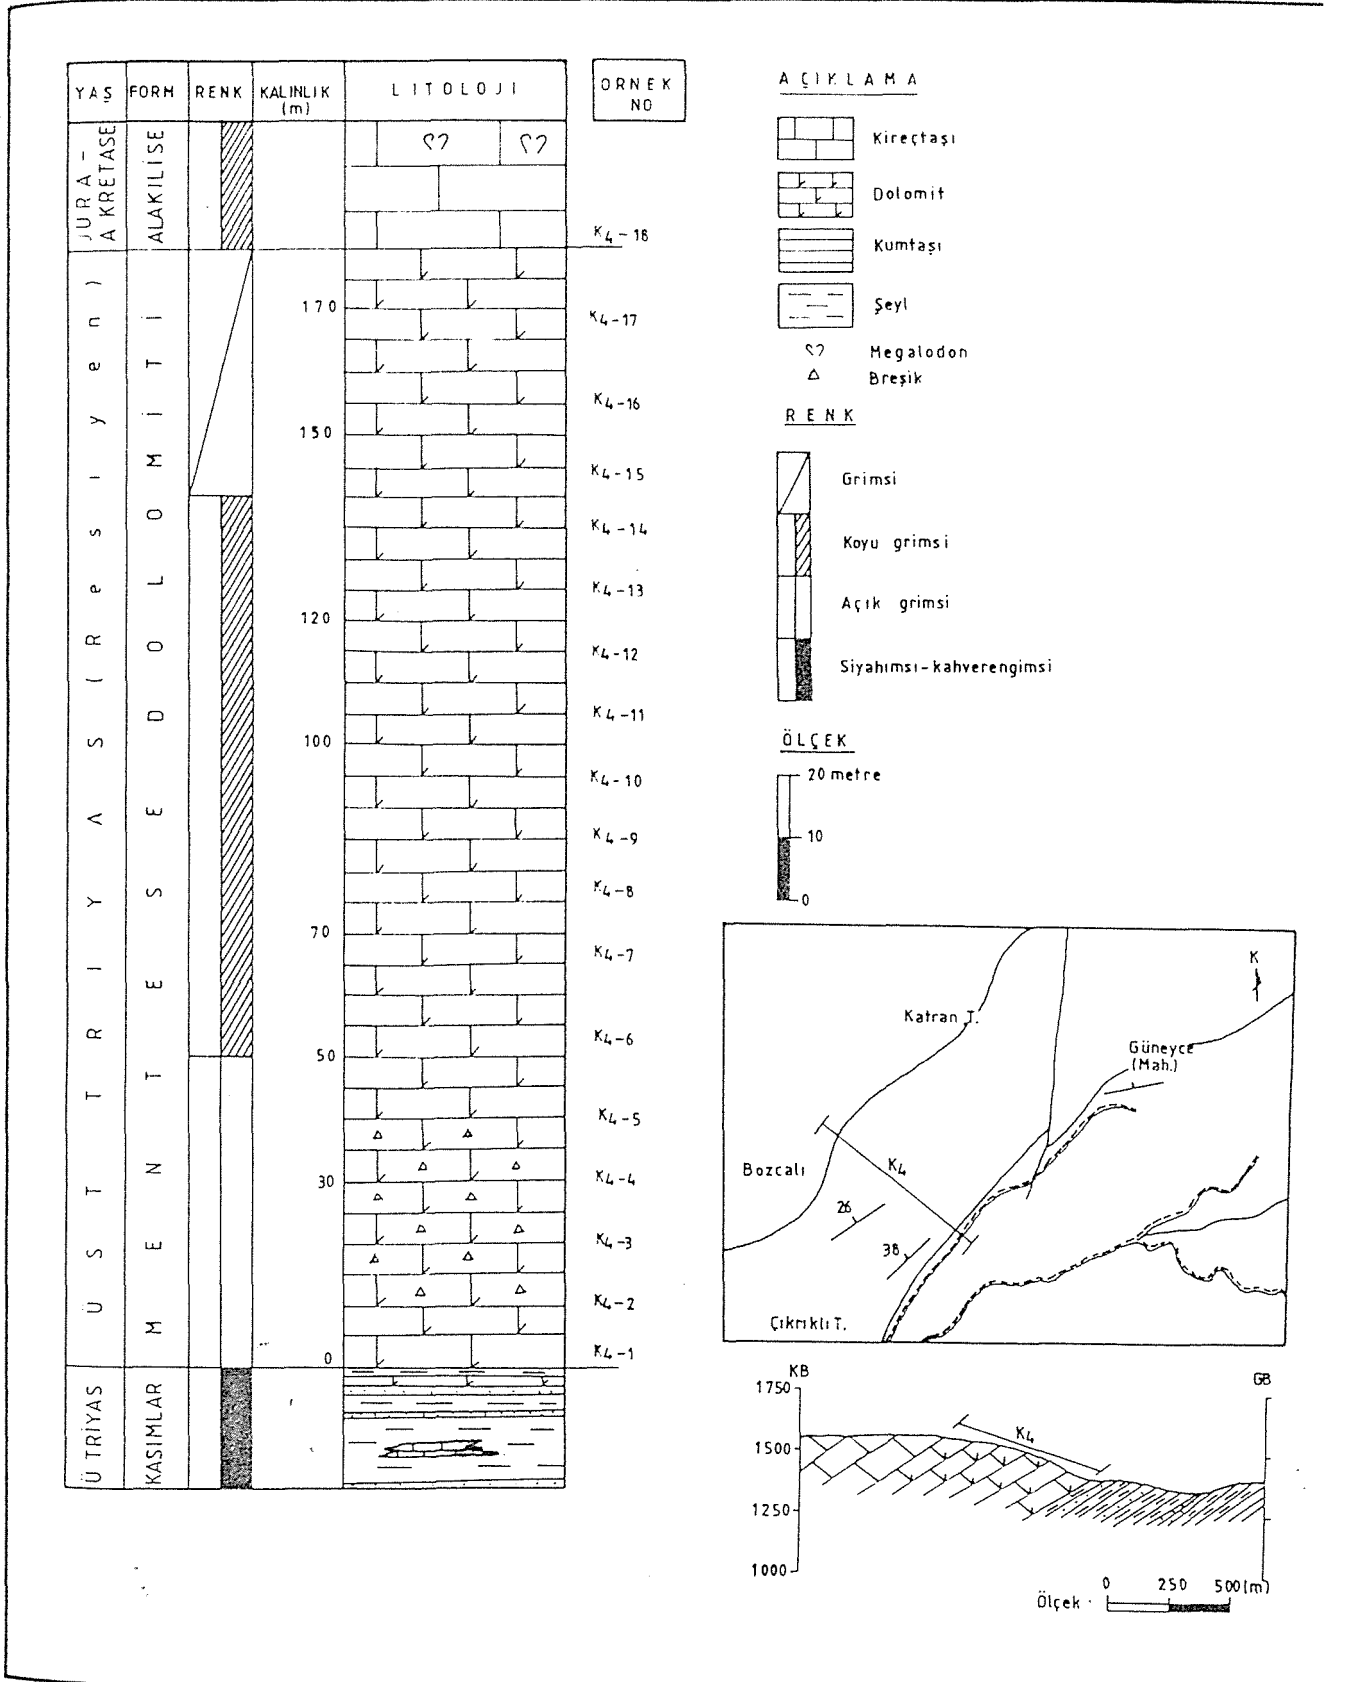 YAŞ FORM RENK KALINLIK (m) LİTOLOJİ
ÖRNEK
NO
JURA -
A KRETASE
ALAKİLİSE
ÜST TRİYAS (Resiyen)
MENTEŞE DOLOMİTİ
Ü TRİYAS
KASIMLAR
170
150
120
100
70
50
30
0
K4-18
K4-17
K4-16
K4-15
K4-14
K4-13
K4-12
K4-11
K4-10
K4-9
K4-8
K4-7
K4-6
K4-5
K4-4
K4-3
K4-2
K4-1
AÇIKLAMA
Kireçtaşı
Dolomit
Kumtaşı
Şeyl
Megalodon
Breşik
RENK
Grimsi
Koyu grimsi
Açık grimsi
Siyahımsı-kahverengimsi
ÖLÇEK
20 metre
10
0
K
Katran T.
Güneyce
(Mah.)
Bozcalı
K4
26
38
Çıkrıklı T.
KB
GB
1750
1500
1250
1000
K4
Ölçek
0 250 500(m)